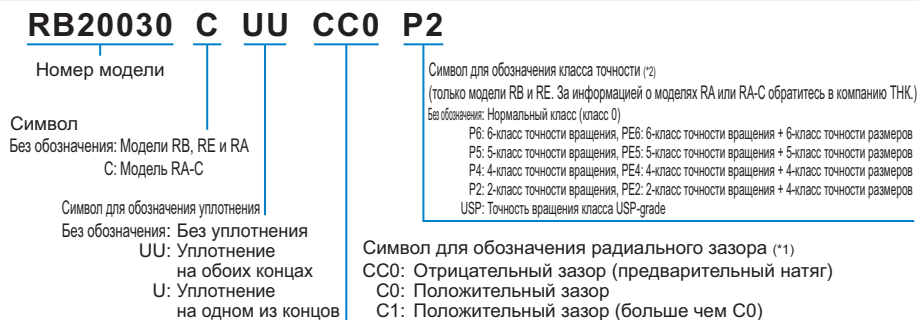 RB20030 C UU CC0 P2
Номер модели
Символ
Без обозначения: Модели RB, RE и RA
C: Модель RA-C
Символ для обозначения уплотнения
Без обозначения: Без уплотнения
UU: Уплотнение
на обоих концах
U: Уплотнение
на одном из концов
Символ для обозначения класса точности (*2)
(только модели RB и RE. За информацией о моделях RA или RA-C обратитесь в компанию THK.)
Без обозначения: Нормальный класс (класс 0)
P6: 6-класс точности вращения, PE6: 6-класс точности вращения + 6-класс точности размеров
P5: 5-класс точности вращения, PE5: 5-класс точности вращения + 5-класс точности размеров
P4: 4-класс точности вращения, PE4: 4-класс точности вращения + 4-класс точности размеров
P2: 2-класс точности вращения, PE2: 2-класс точности вращения + 4-класс точности размеров
USP: Точность вращения класса USP-grade
Символ для обозначения радиального зазора (*1)
CC0: Отрицательный зазор (предварительный натяг)
C0: Положительный зазор
C1: Положительный зазор (больше чем C0)